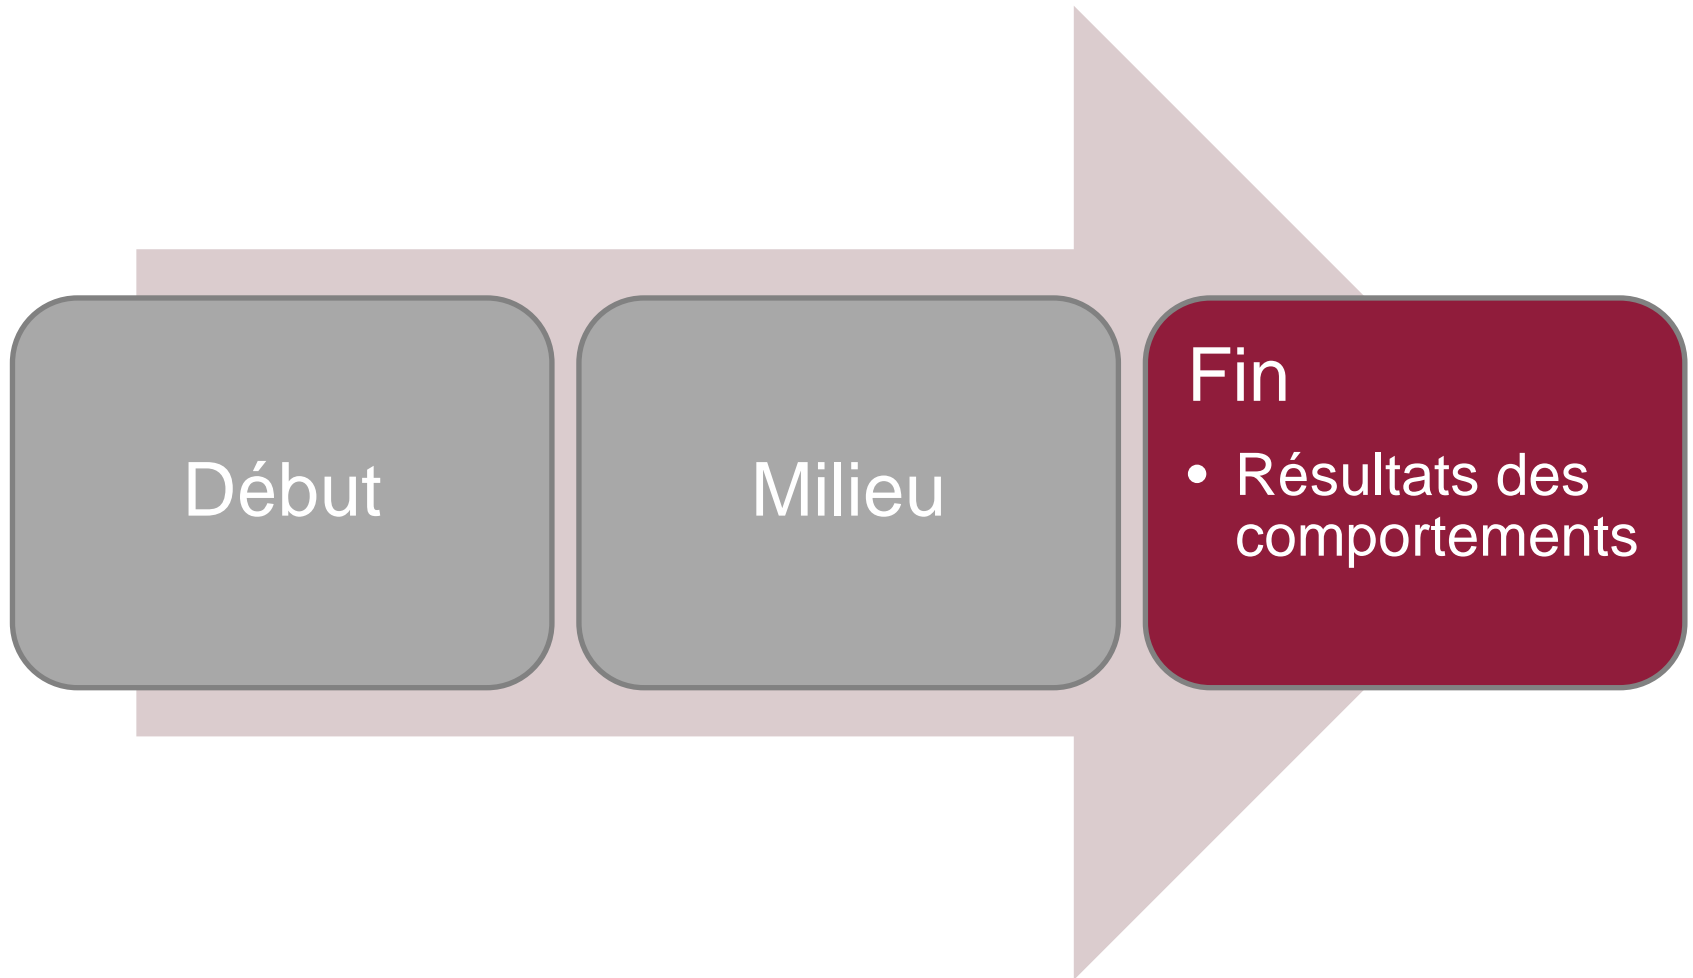 Début
Milieu
Fin
• Résultats des
comportements